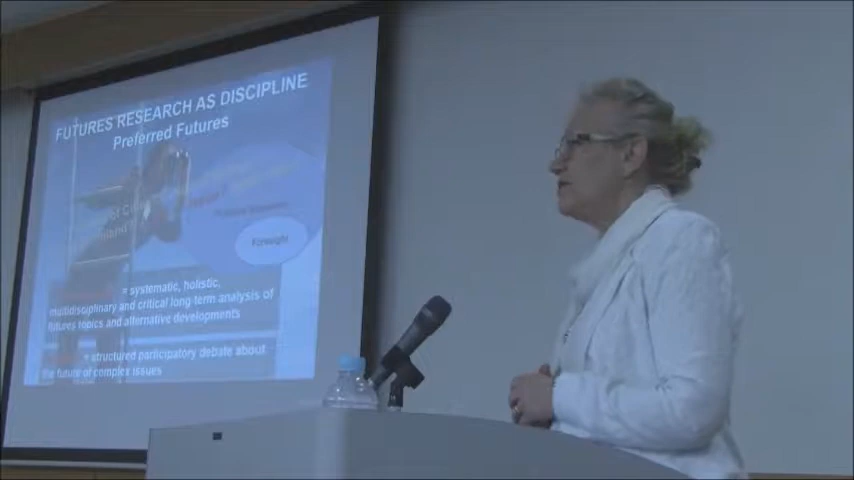 FUTURES RESEARCH AS DISCIPLINE
Preferred Futures
Foresight
= systematic, holistic,
multidisciplinary and critical long-term analysis of
futures topics and alternative developments.
= structured participatory debate about
the future of complex issues